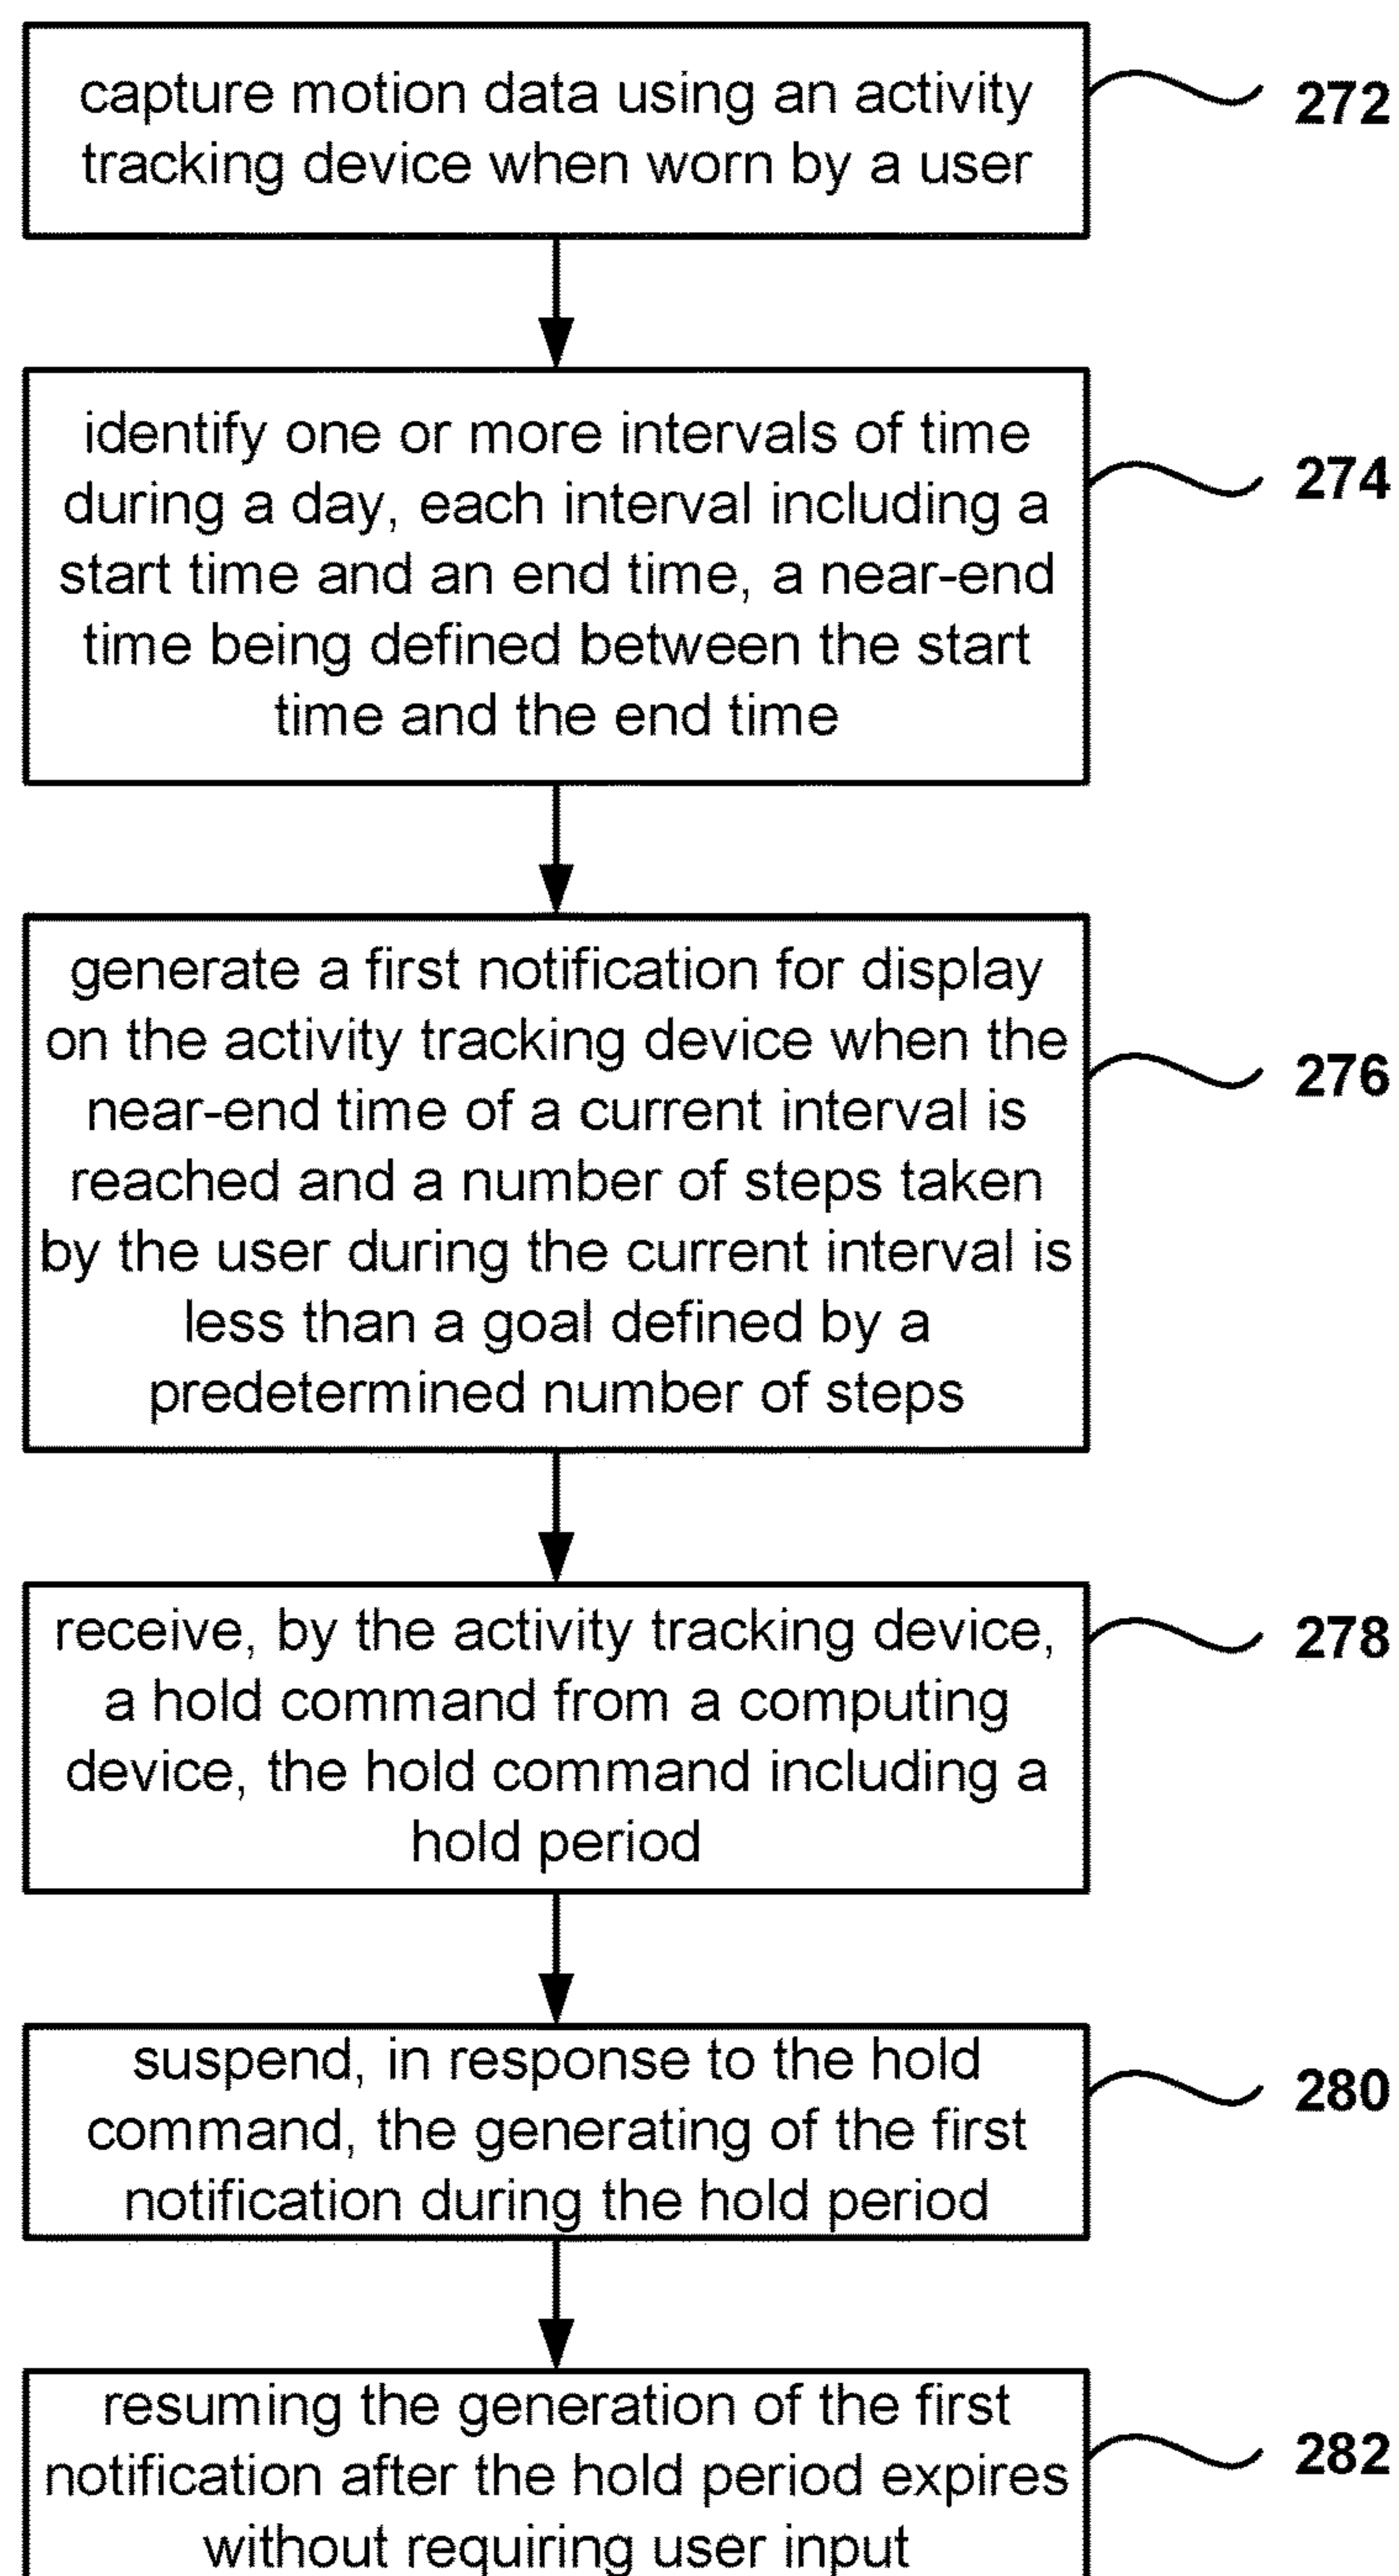 capture motion data using an activity
tracking device when worn by a user
272
identify one or more intervals of time
during a day, each interval including a
start time and an end time, a near-end
time being defined between the start
time and the end time
274
generate a first notification for display
on the activity tracking device when the
near-end time of a current interval is
reached and a number of steps taken
by the user during the current interval is
less than a goal defined by a
predetermined number of steps
276
receive, by the activity tracking device,
a hold command from a computing
device, the hold command including a
hold period
278
suspend, in response to the hold
command, the generating of the first
notification during the hold period
280
resuming the generation of the first
notification after the hold period expires
without requiring user input
282